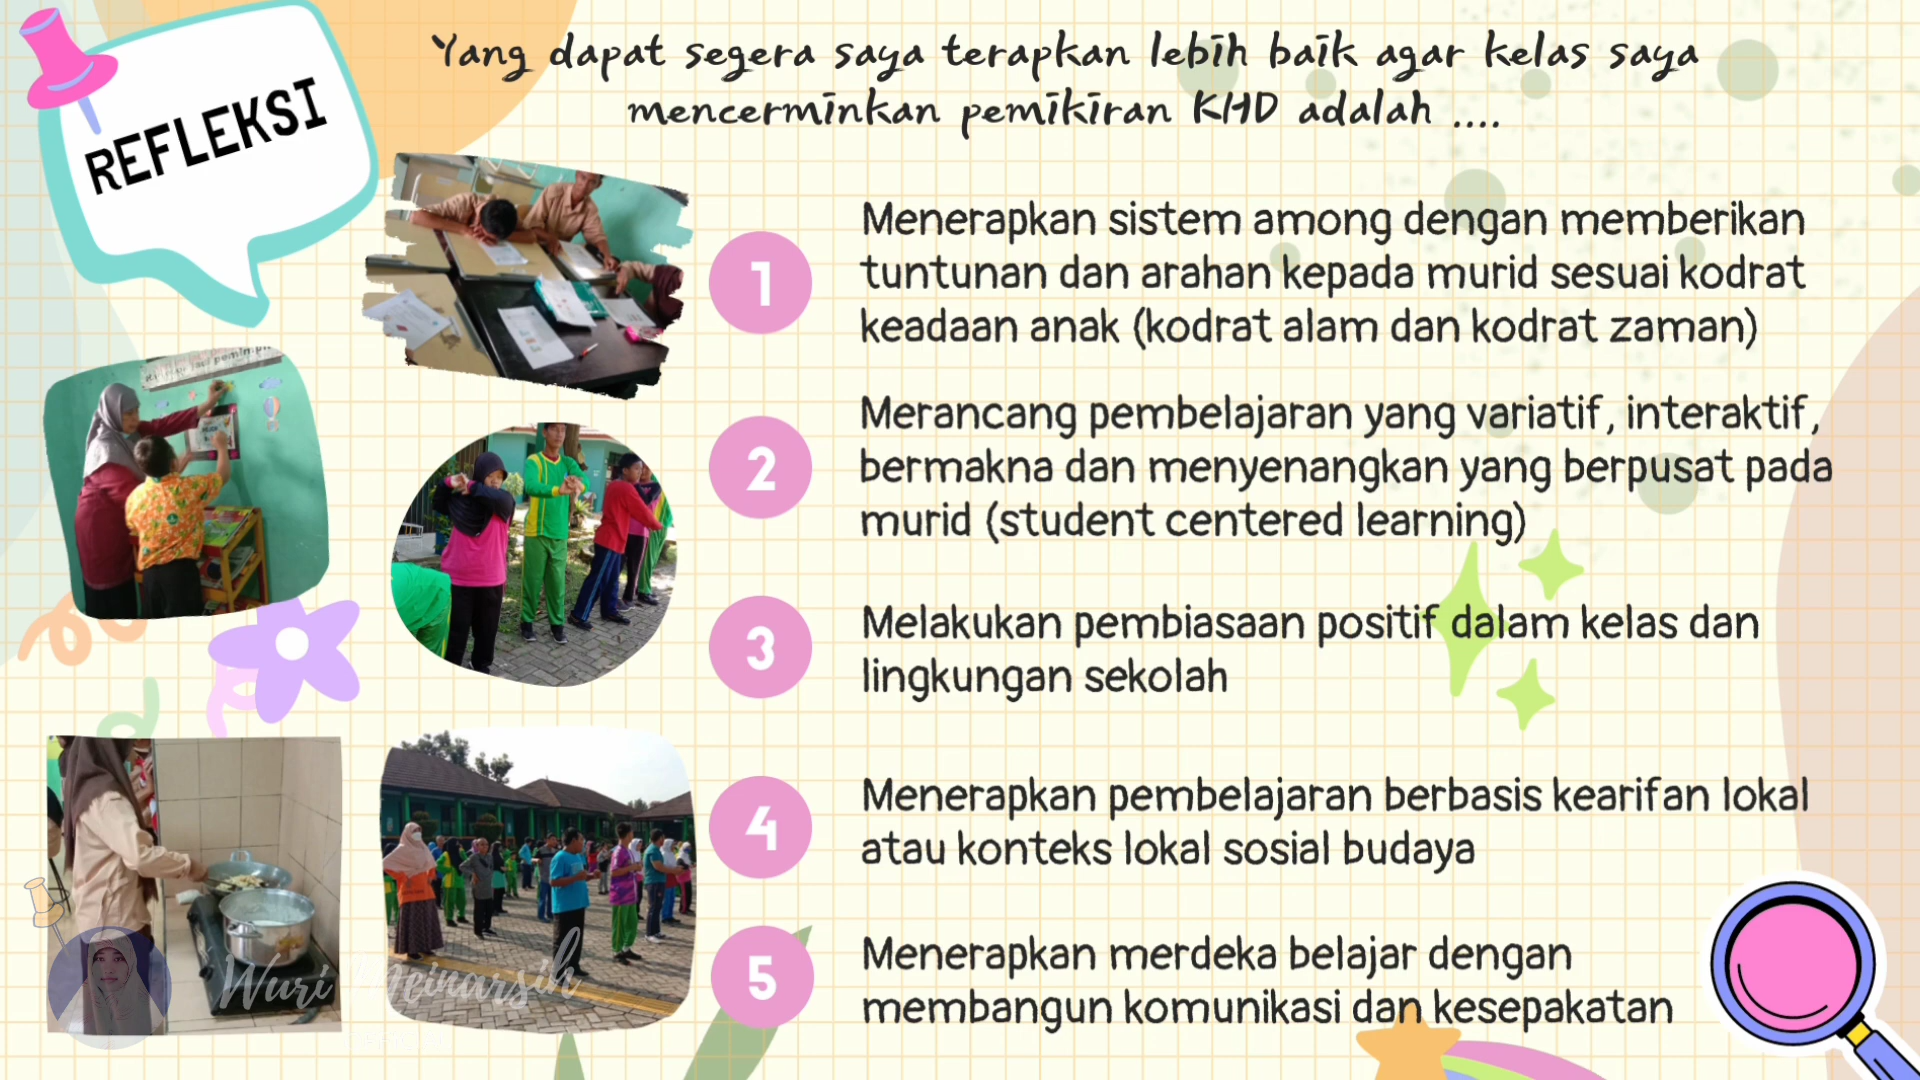 REFLEKSI
Yang dapat segera saya terapkan lebih baik agar kelas saya
mencerminkan pemikiran KHD adalah ....
1
Menerapkan sistem among dengan memberikan
tuntunan dan arahan kepada murid sesuai kodrat
keadaan anak (kodrat alam dan kodrat zaman)
2
Merancang pembelajaran yang variatif, interaktif,
bermakna dan menyenangkan yang berpusat pada
murid (student centered learning)
3
Melakukan pembiasaan positif dalam kelas dan
lingkungan sekolah
4
Menerapkan pembelajaran berbasis kearifan lokal
atau konteks lokal sosial budaya
5
Menerapkan merdeka belajar dengan
membangun komunikasi dan kesepakatan
Wuri Meinarsih